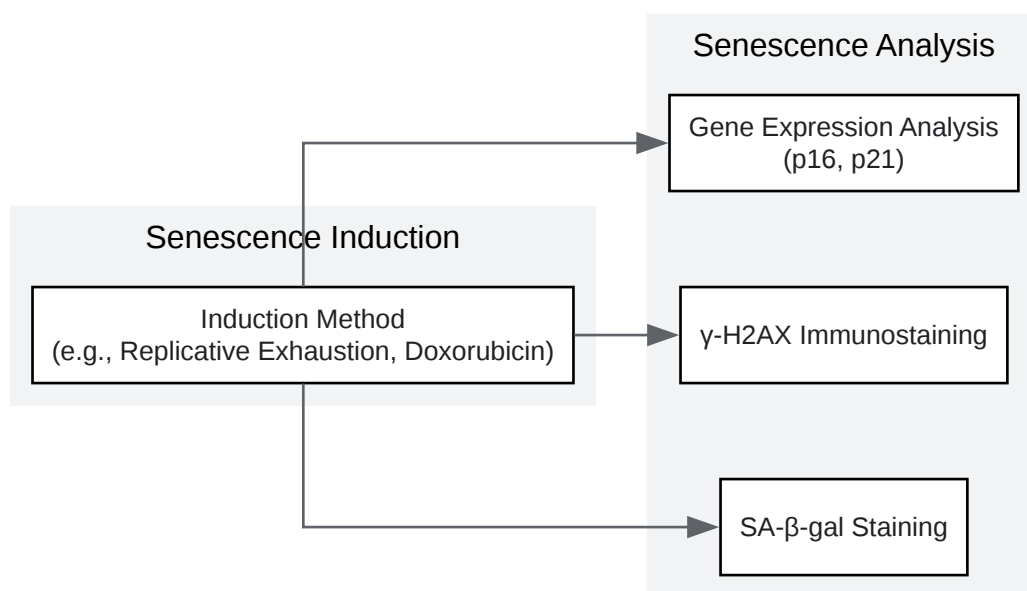 Senescence Analysis
Gene Expression Analysis
(p16, p21)
Senescence Induction
Induction Method
(e.g., Replicative Exhaustion, Doxorubicin)
γ-H2AX Immunostaining
SA-β-gal Staining